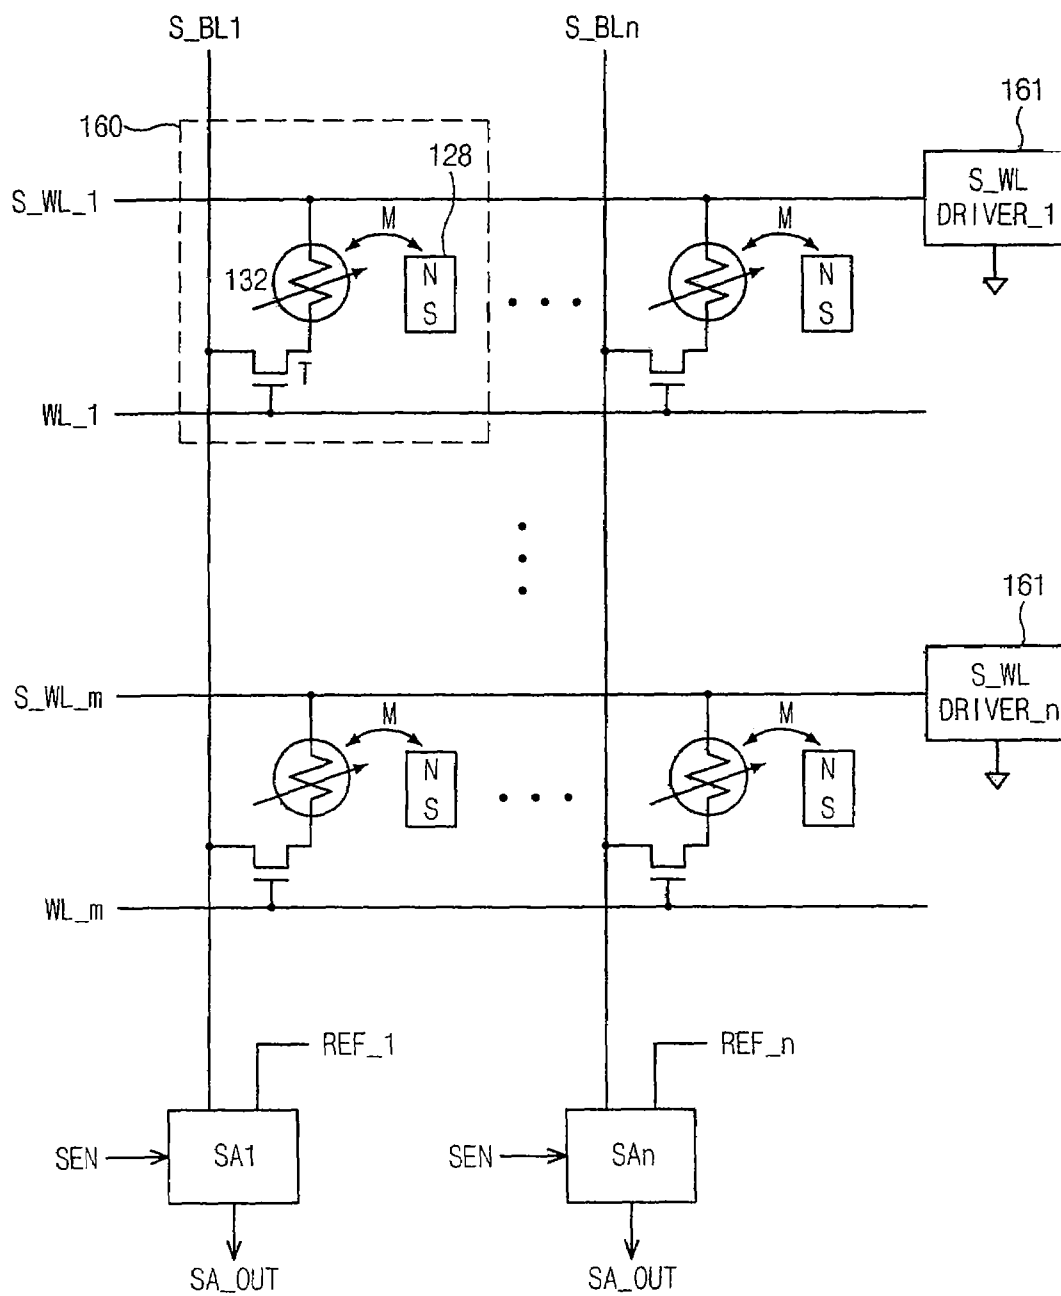 S_BL1
S_BLn
161
160
128
S_WL
DRIVER_1
S_WL_1
M
M
132
N
S
N
S
T
WL_1
161
S_WL
DRIVER_n
S_WL_m
M
M
N
S
N
S
WL_m
REF_1
REF_n
SEN
SA1
SEN
SAn
SA_OUT
SA_OUT